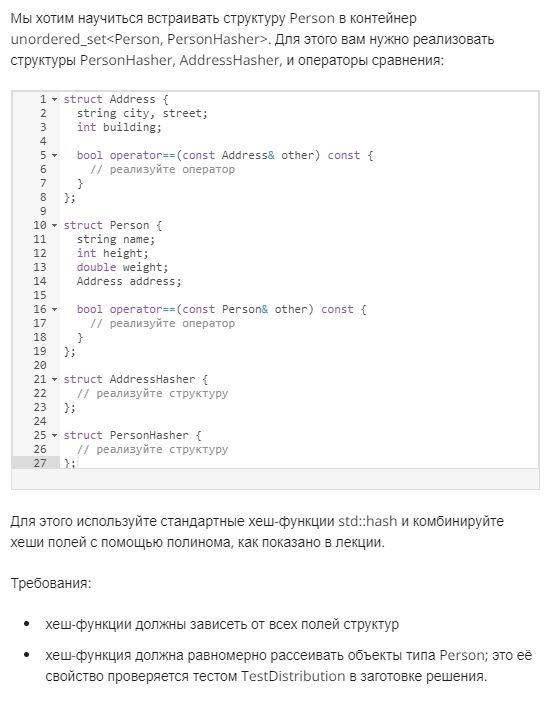 Мы хотим научиться встраивать структуру Person в контейнер
unordered_set<Person, PersonHasher>. Для этого вам нужно реализовать
структуры PersonHasher, AddressHasher, и операторы сравнения:
1 struct Address {
2 string city, street;
3 int building;
4
5 bool operator==(const Address& other) const {
6 // реализуйте оператор
7 }
8 };
9
10 struct Person {
11 string name;
12 int height;
13 double weight;
14 Address address;
15
16 bool operator==(const Person& other) const {
17 // реализуйте оператор
18 }
19 };
20
21 struct AddressHasher {
22 // реализуйте структуру
23 };
24
25 struct PersonHasher {
26 // реализуйте структуру
27 };
Для этого используйте стандартные хеш-функции std::hash и комбинируйте
хеши полей с помощью полинома, как показано в лекции.
Требования:
• хеш-функции должны зависеть от всех полей структур
• хеш-функция должна равномерно рассеивать объекты типа Person; это её
свойство проверяется тестом TestDistribution в заготовке решения.